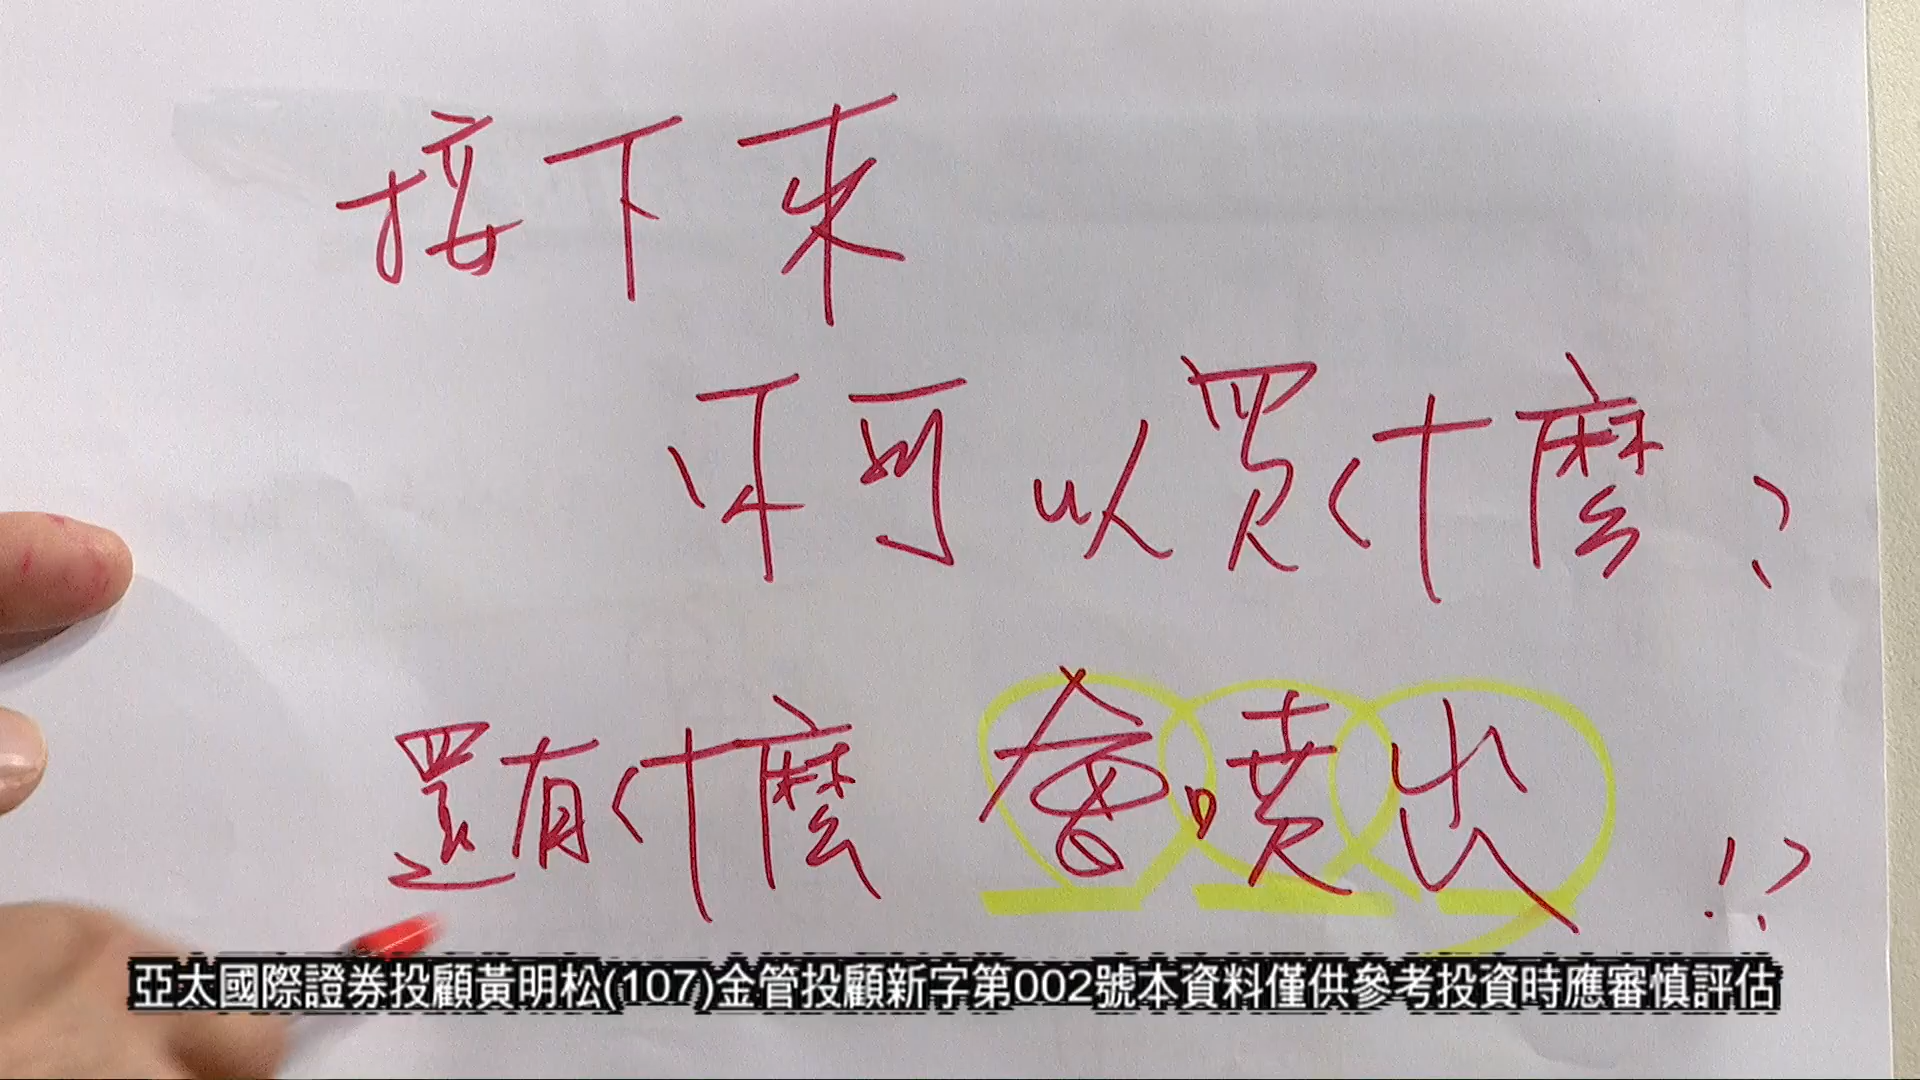 接下來
可以買什麼?
還有什麼 會噴出 !?
亞太國際證券投顧黃明松(107)金管投顧新字第002號本資料僅供參考投資時應審慎評估